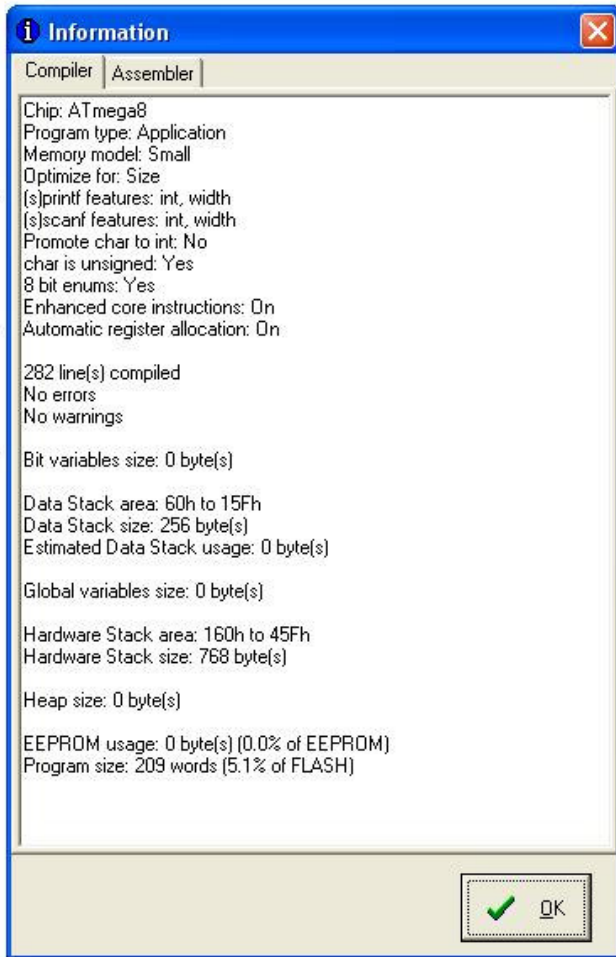 Information
Compiler
Assembler
Chip: ATmega8
Program type: Application
Memory model: Small
Optimize for: Size
(s)printf features: int, width
(s)scanf features: int, width
Promote char to int: No
char is unsigned: Yes
8 bit enums: Yes
Enhanced core instructions: On
Automatic register allocation: On
282 line(s) compiled
No errors
No warnings
Bit variables size: 0 byte(s)
Data Stack area: 60h to 15Fh
Data Stack size: 256 byte(s)
Estimated Data Stack usage: 0 byte(s)
Global variables size: 0 byte(s)
Hardware Stack area: 160h to 45Fh
Hardware Stack size: 768 byte(s)
Heap size: 0 byte(s)
EEPROM usage: 0 byte(s) (0.0% of EEPROM)
Program size: 209 words (5.1% of FLASH)
OK